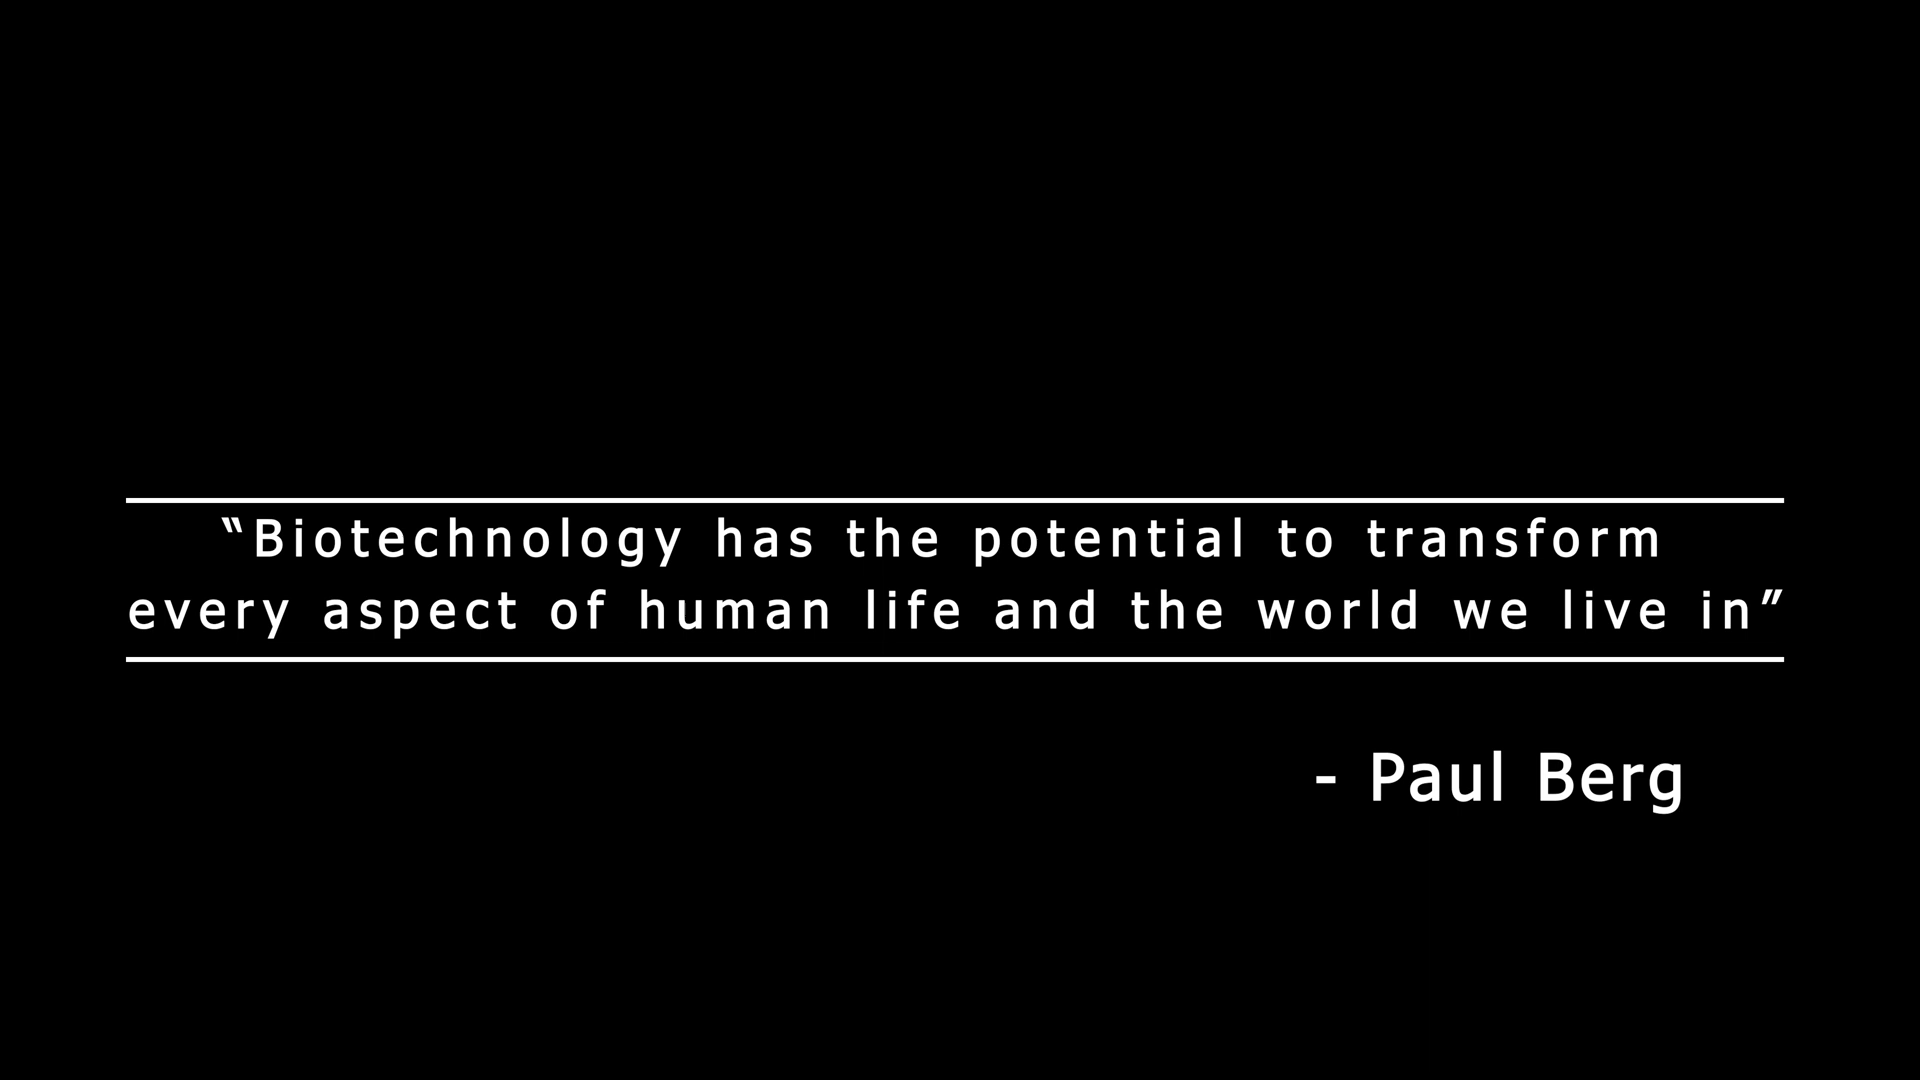 “Biotechnology has the potential to transform
every aspect of human life and the world we live in”
- Paul Berg